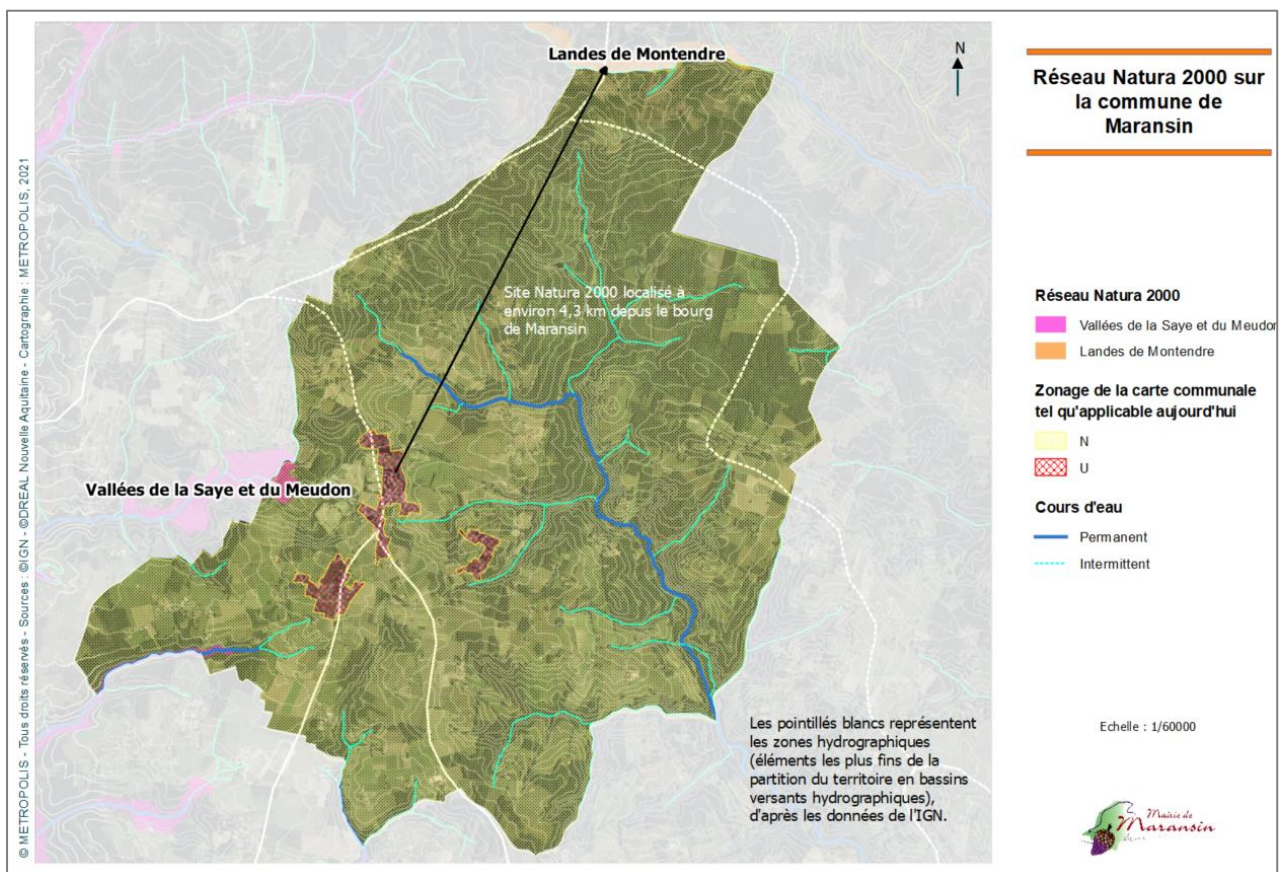 Landes de Montendre
N
Réseau Natura 2000 sur
la commune de
Maransin
© METROPOLIS - Tous droits réservés - Sources : ©IGN - ©DREAL Nouvelle Aquitaine - Cartographie : METROPOLIS, 2021
Site Natura 2000 localisé à
environ 4,3 km depus le bourg
de Maransin
Vallées de la Saye et du Meudon
Réseau Natura 2000
Vallées de la Saye et du Meudon
Landes de Montendre
Zonage de la carte communale
tel qu'applicable aujourd'hui
N
U
Cours d'eau
Permanent
Intermittent
Les pointillés blancs représentent
les zones hydrographiques
(éléments les plus fins de la
partition du territoire en bassins
versants hydrographiques),
d'après les données de l'IGN.
Echelle : 1/60000
Mairie de
Maransin